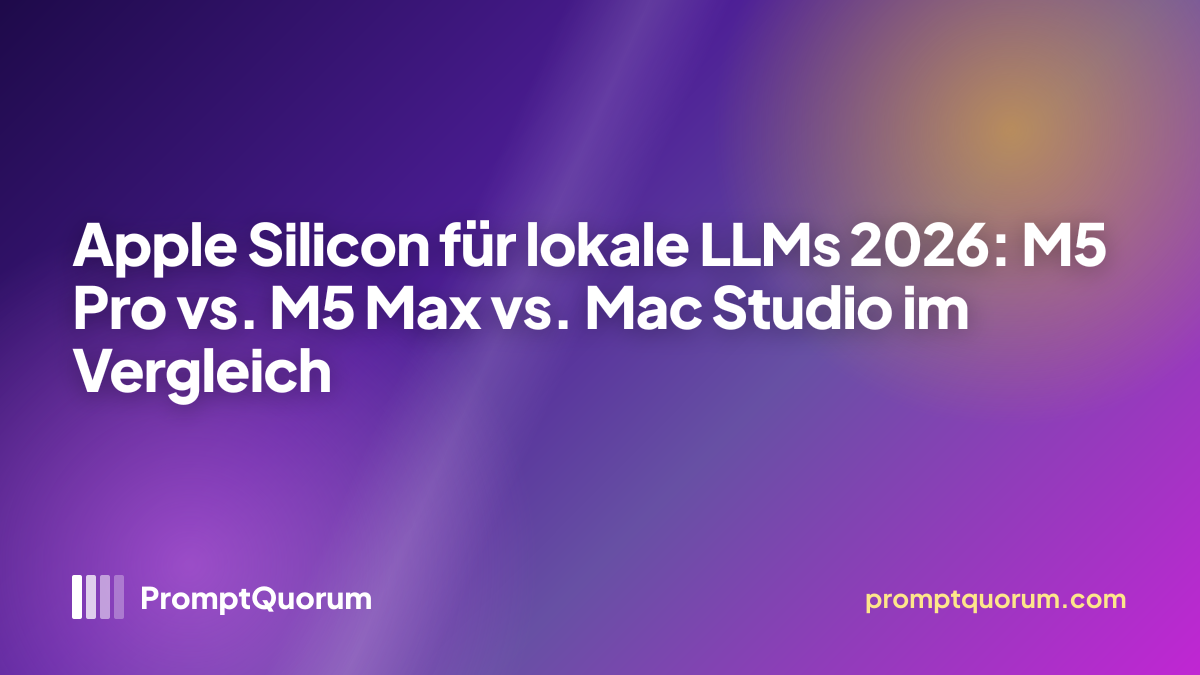 Apple Silicon für lokale LLMs 2026: M5
Pro vs. M5 Max vs. Mac Studio im
Vergleich
PromptQuorum
promptquorum.com